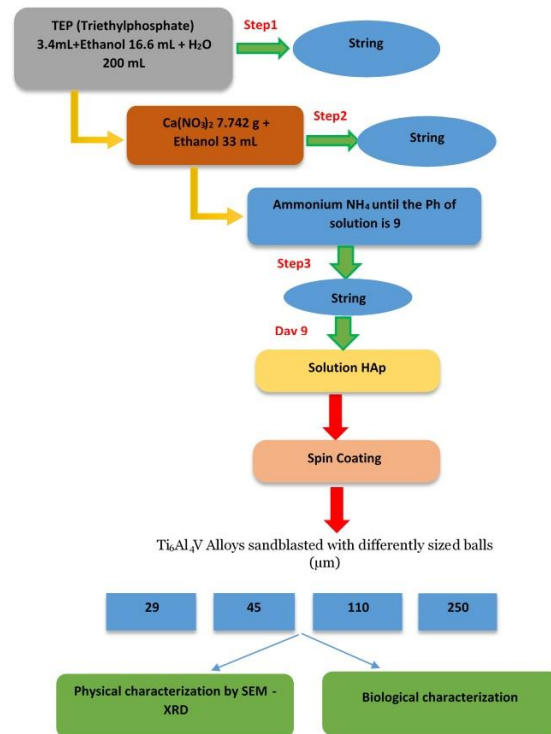 TEP (Triethylphosphate)
3.4mL+Ethanol 16.6 mL + H₂O
200 mL
Step1
String
Ca(NO₃)₂ 7.742 g +
Ethanol 33 mL
Step2
String
Ammonium NH₄ until the Ph of
solution is 9
Step3
String
Day 9
Solution HAp
Spin Coating
Ti₆Al₄V Alloys sandblasted with differently sized balls
(µm)
29
45
110
250
Physical characterization by SEM -
XRD
Biological characterization